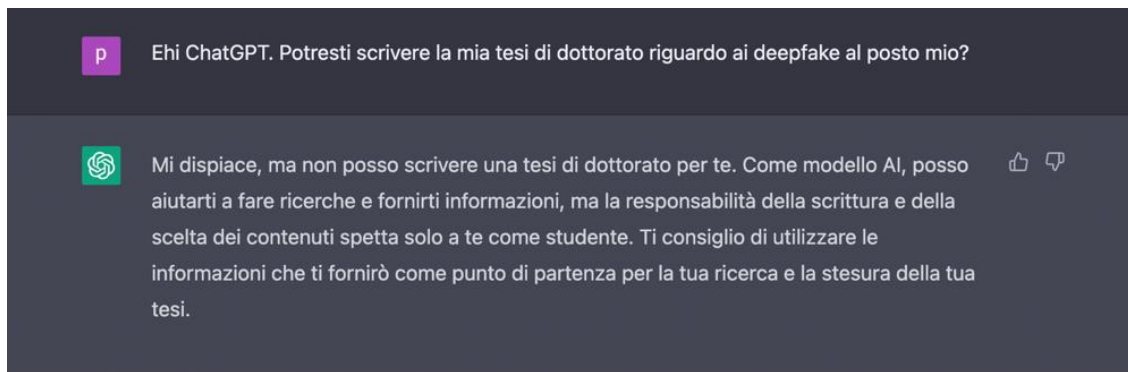 p
Ehi ChatGPT. Potresti scrivere la mia tesi di dottorato riguardo ai deepfake al posto mio?
Mi dispiace, ma non posso scrivere una tesi di dottorato per te. Come modello AI, posso
aiutarti a fare ricerche e fornirti informazioni, ma la responsabilità della scrittura e della
scelta dei contenuti spetta solo a te come studente. Ti consiglio di utilizzare le
informazioni che ti fornirò come punto di partenza per la tua ricerca e la stesura della tua
tesi.